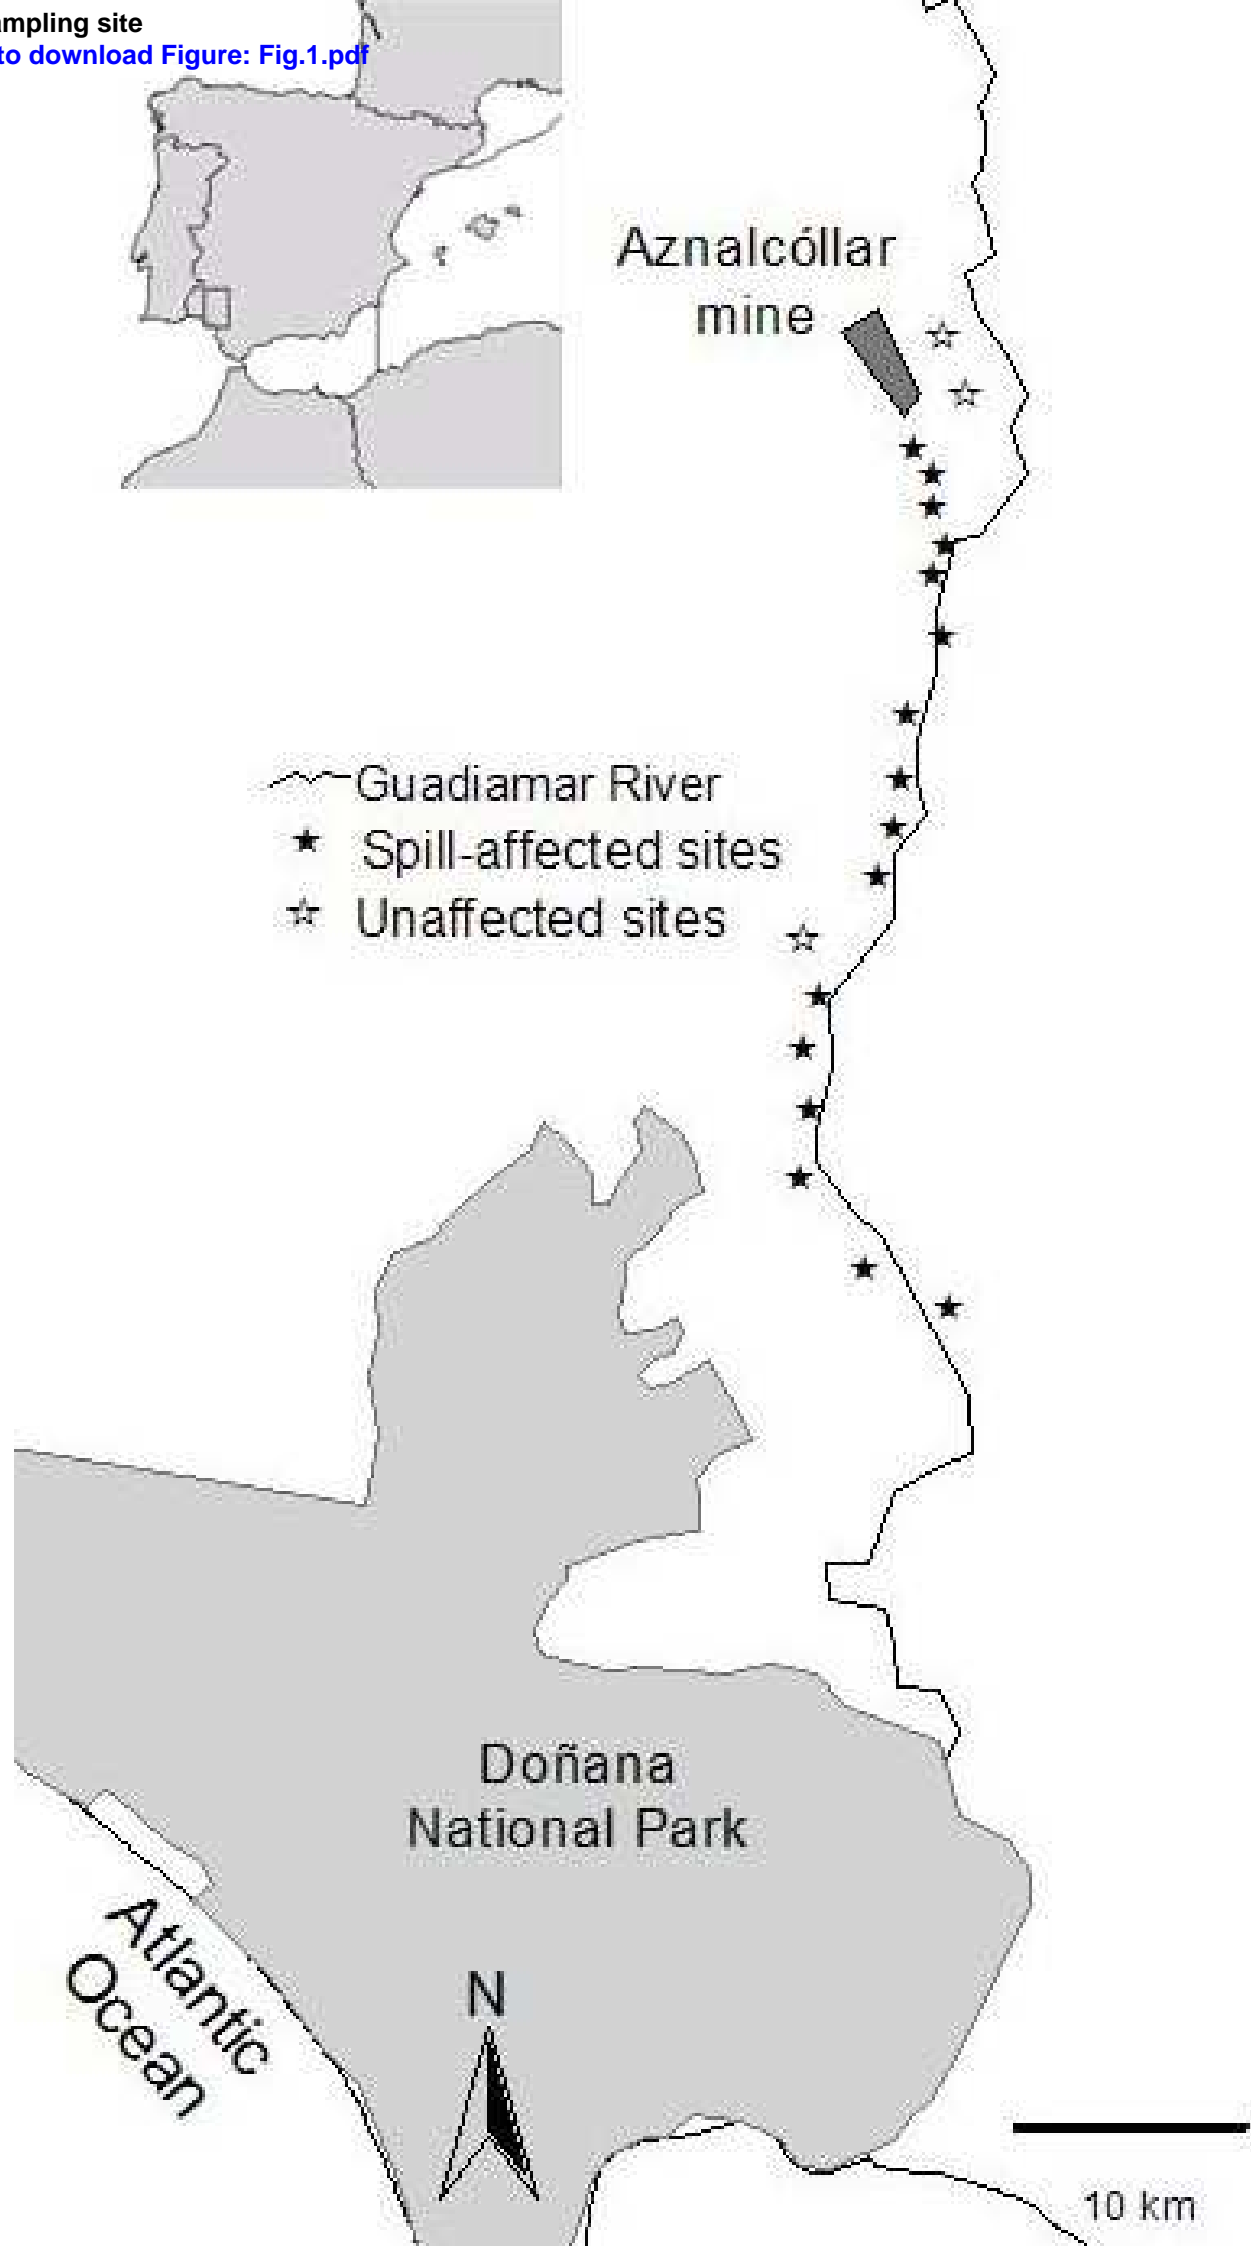 ampling site
to download Figure: Fig.1.pdf
Aznalcóllar
mine
Guadiamar River
Spill-affected sites
Unaffected sites
Doñana
National Park
Atlantic
Ocean
N
10 km